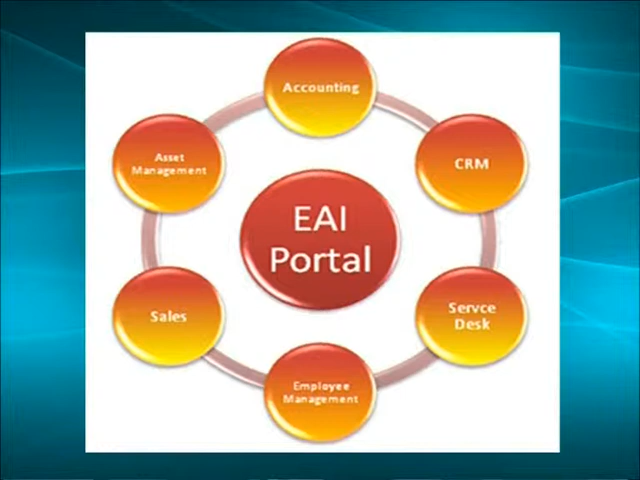 Accounting
CRM
Servce
Desk
Employee
Management
Sales
Asset
Management
EAI
Portal